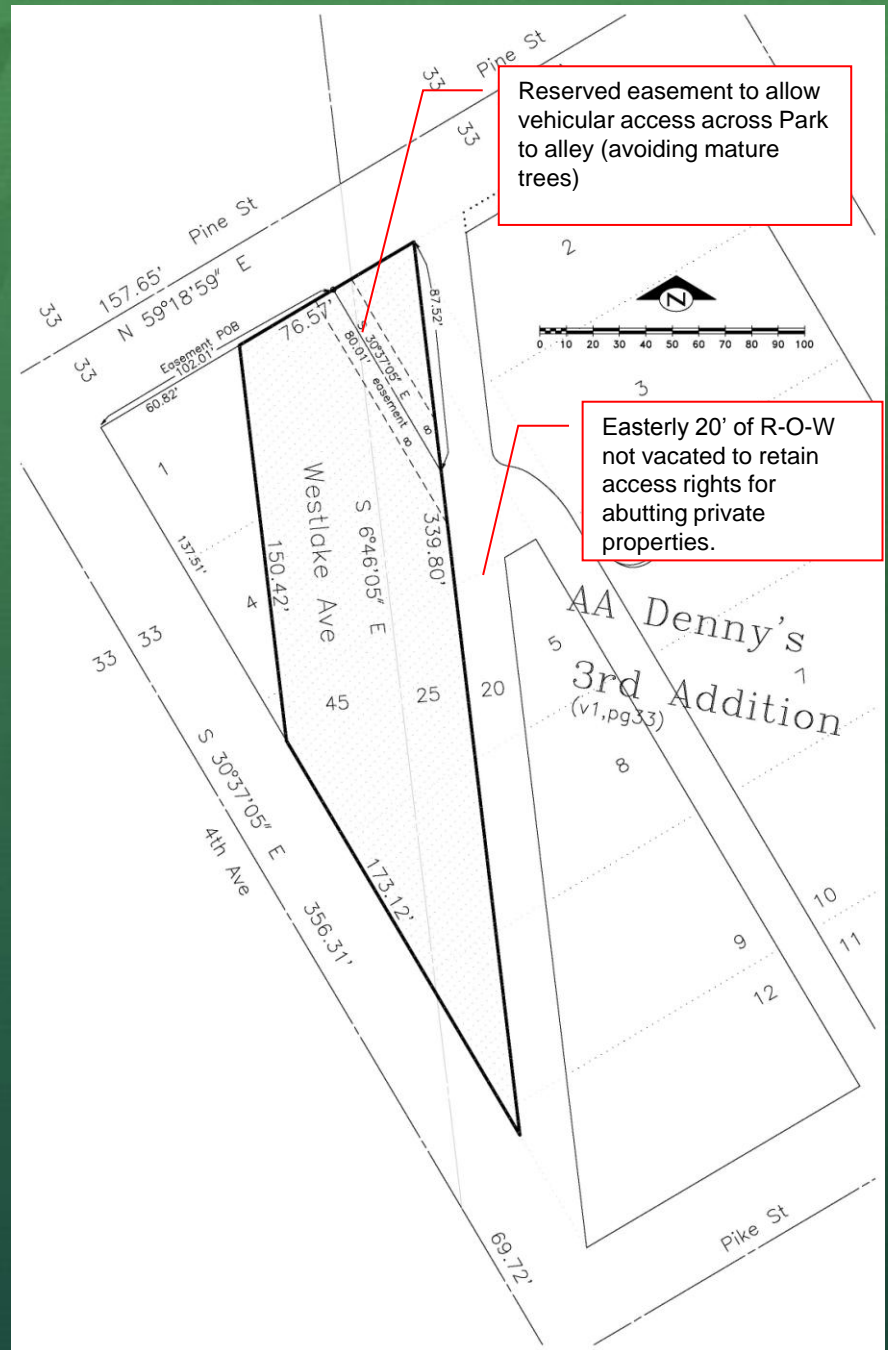 33
Pine St
33
Reserved easement to allow
vehicular access across Park
to alley (avoiding mature
trees)
Pine St
157.65'
33
N 59°18'59" E
33
2
N
0 10 20 30 40 50 60 70 80 90 100
Easement POB
102.01'
60.82'
76.57'
87.52'
S 30°37'05" E
80.01'
easement
8
8
3
Easterly 20’ of R-O-W
not vacated to retain
access rights for
abutting private
properties.
1
137.51'
4
150.42'
Westlake Ave
S 6°46'05" E
339.80'
45
25
20
AA Denny's
3rd Addition
(v1,pg33)
5
7
8
33
33
S 30°37'05" E
4th Ave
356.31'
173.12'
10
9
11
12
69.72'
Pike St